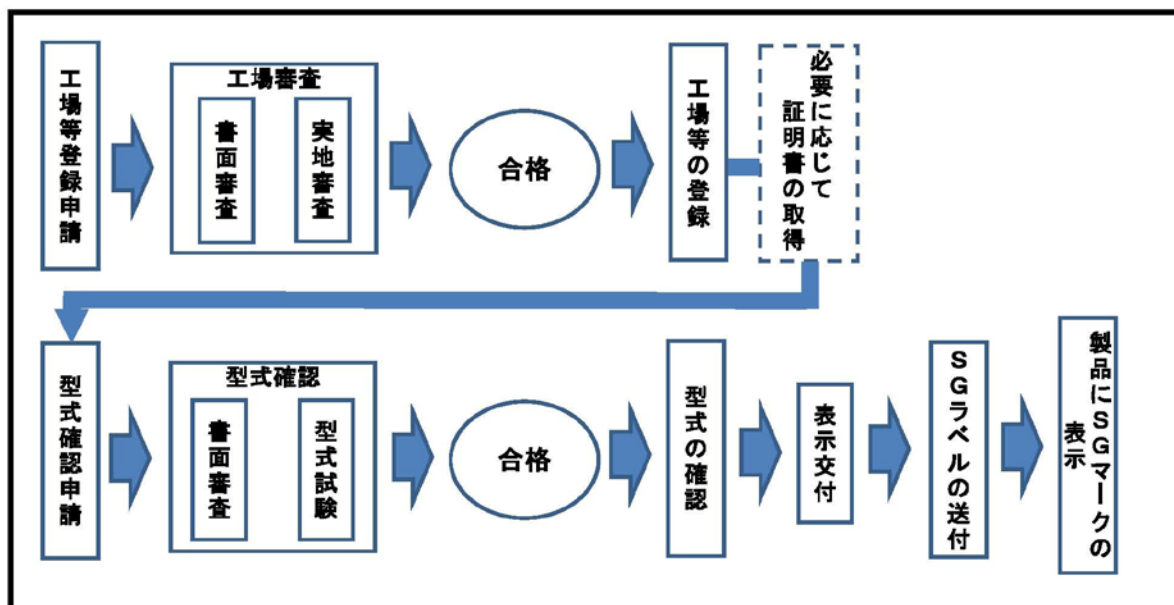 工場等登録申請
工場審査
書面審査
実地審査
合格
工場等の登録
必要に応じて
証明書の取得
型式確認申請
型式確認
書面審査
型式試験
合格
型式の確認
表示交付
SGラベルの送付
製品にSGマークの
表示